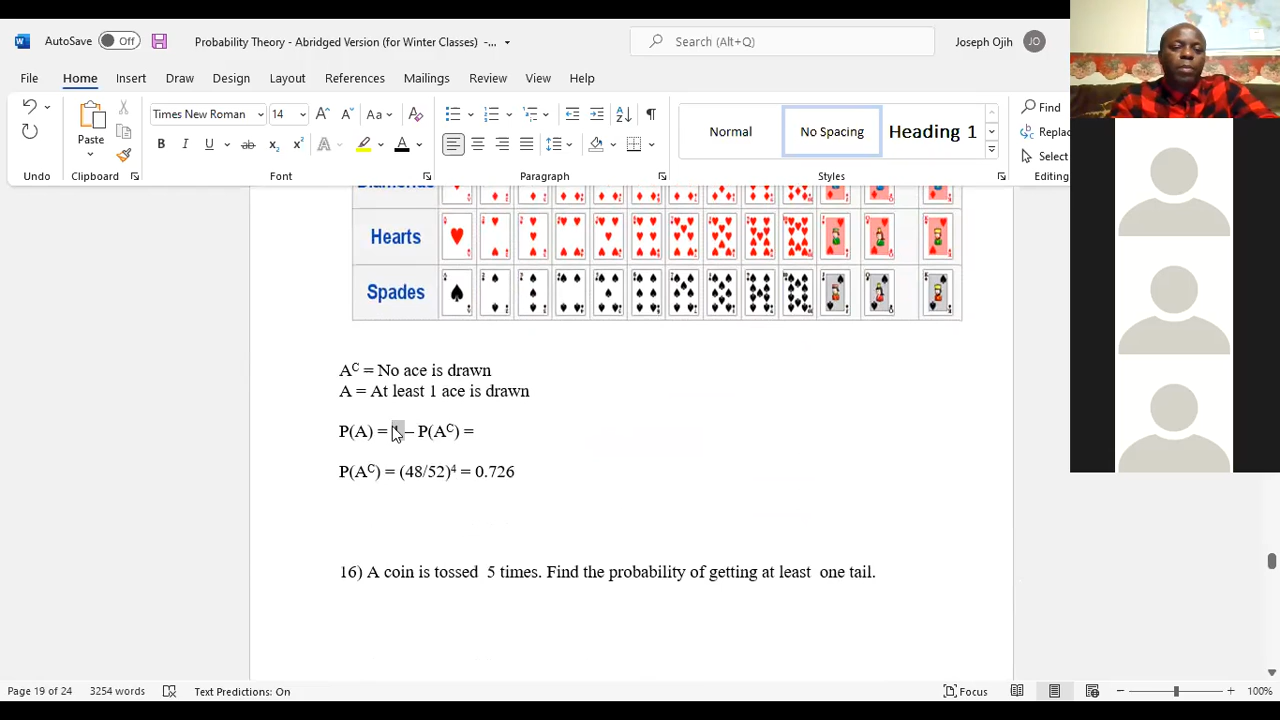 AutoSave Off Probability Theory - Abridged Version (for Winter Classes) -... Search (Alt+Q) Joseph Ojih JO
File Home Insert Draw Design Layout References Mailings Review View Help
Times New Roman 14 Normal No Spacing Heading 1 Find
Paste Select
Undo Clipboard Font Paragraph Styles Editing
Hearts
Spades
Aᶜ = No ace is drawn
A = At least 1 ace is drawn
P(A) = 1 – P(Aᶜ) =
P(Aᶜ) = (48/52)⁴ = 0.726
16) A coin is tossed 5 times. Find the probability of getting at least one tail.
Page 19 of 24 3254 words Text Predictions: On Focus 100%